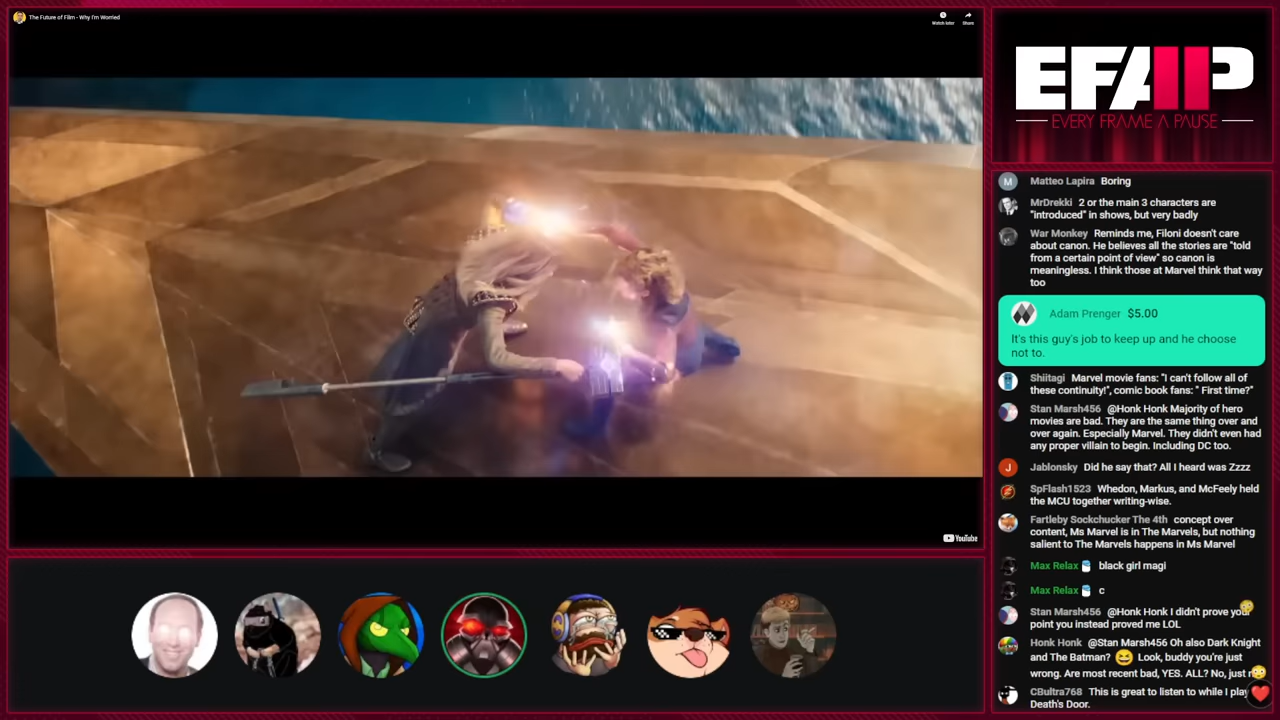 The Future of Film - Why I'm Worried
Watch later
Share
YouTube
EFAP
EVERY FRAME A PAUSE
M Matteo Lapira Boring
MrDrekki 2 or the main 3 characters are
"introduced" in shows, but very badly
War Monkey Reminds me, Filoni doesn't care
about canon. He believes all the stories are "told
from a certain point of view" so canon is
meaningless. I think those at Marvel think that way
too
Adam Prenger $5.00
It's this guy's job to keep up and he choose
not to.
Shiitagi Marvel movie fans: "I can't follow all of
these continuity!", comic book fans: " First time?"
Stan Marsh456 @Honk Honk Majority of hero
movies are bad. They are the same thing over and
over again. Especially Marvel. They didn't even had
any proper villain to begin. Including DC too.
J Jablonsky Did he say that? All I heard was Zzzz
SpFlash1523 Whedon, Markus, and McFeely held
the MCU together writing-wise.
Fartleby Sockchucker The 4th concept over
content, Ms Marvel is in The Marvels, but nothing
salient to The Marvels happens in Ms Marvel
Max Relax black girl magi
Max Relax c
Stan Marsh456 @Honk Honk I didn't prove your
point you instead proved me LOL
Honk Honk @Stan Marsh456 Oh also Dark Knight
and The Batman? Look, buddy you're just
wrong. Are most recent bad, YES. ALL? No, just
CBultra768 This is great to listen to while I play
Death's Door.